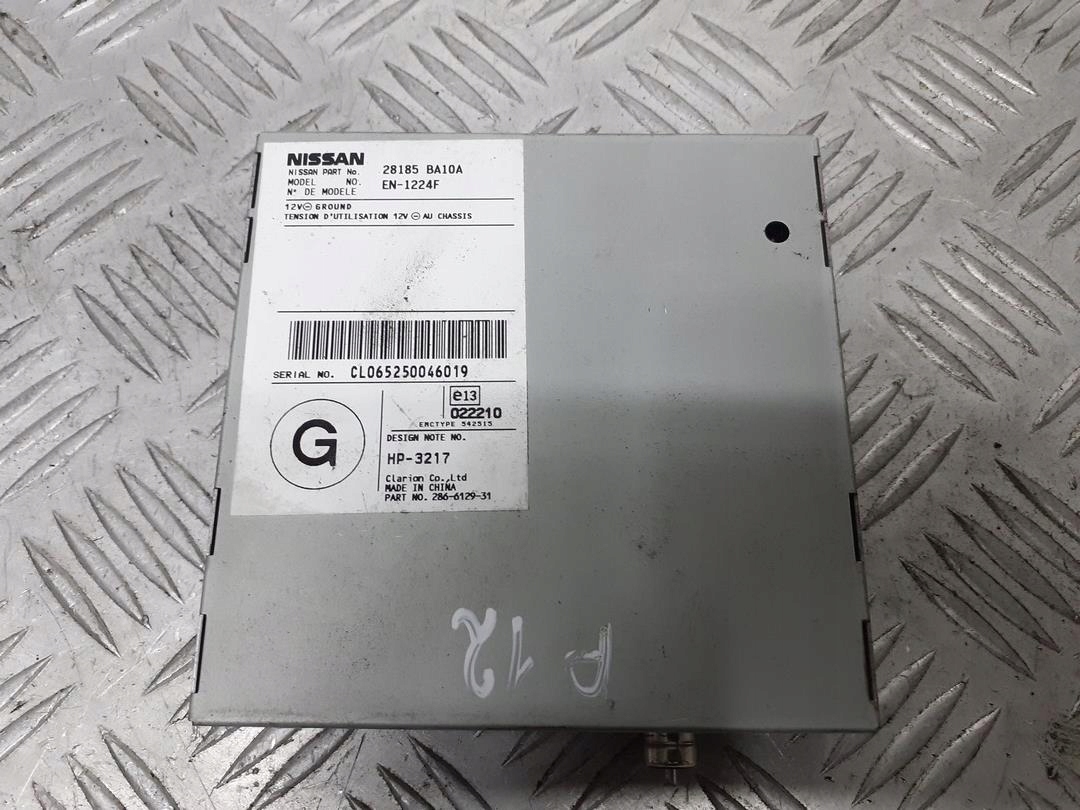 NISSAN
NISSAN PART No. 28185 BA10A
MODEL NO. EN-1224F
N° DE MODELE
12V⊖ GROUND
TENSION D'UTILISATION 12V ⊖ AU CHASSIS
SERIAL NO. CL065250046019
G
e13
022210
EMCTYPE 542515
DESIGN NOTE NO.
HP-3217
Clarion Co.,Ltd
MADE IN CHINA
PART NO. 286-6129-31
P12